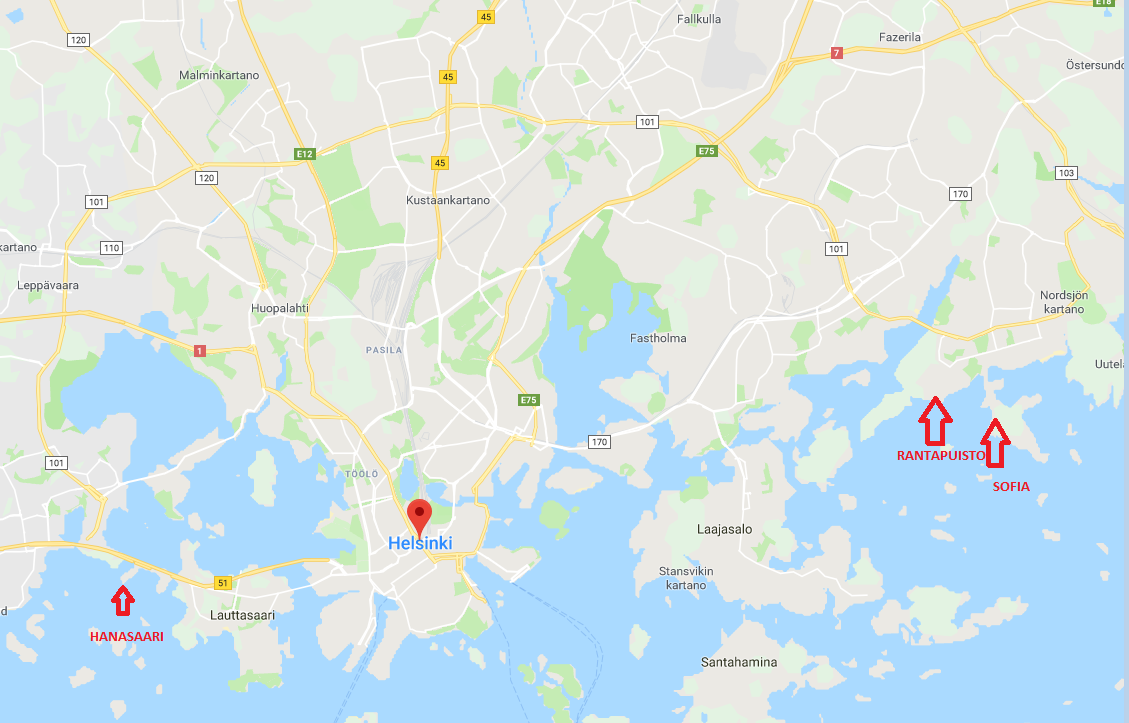 E18
45
Fallkulla
120
Fazerila
7
Östersundo
Malminkartano
45
101
E12
E75
45
103
120
170
101
Kustaankartano
kartano
110
101
Leppävaara
Nordsjön
kartano
Huopalahti
Fastholma
1
PASILA
Uutela
E75
170
RANTAPUISTO
101
TÖÖLÖ
SOFIA
Laajasalo
Helsinki
Stansvikin
kartano
51
HANASAARI
d
Lauttasaari
Santahamina